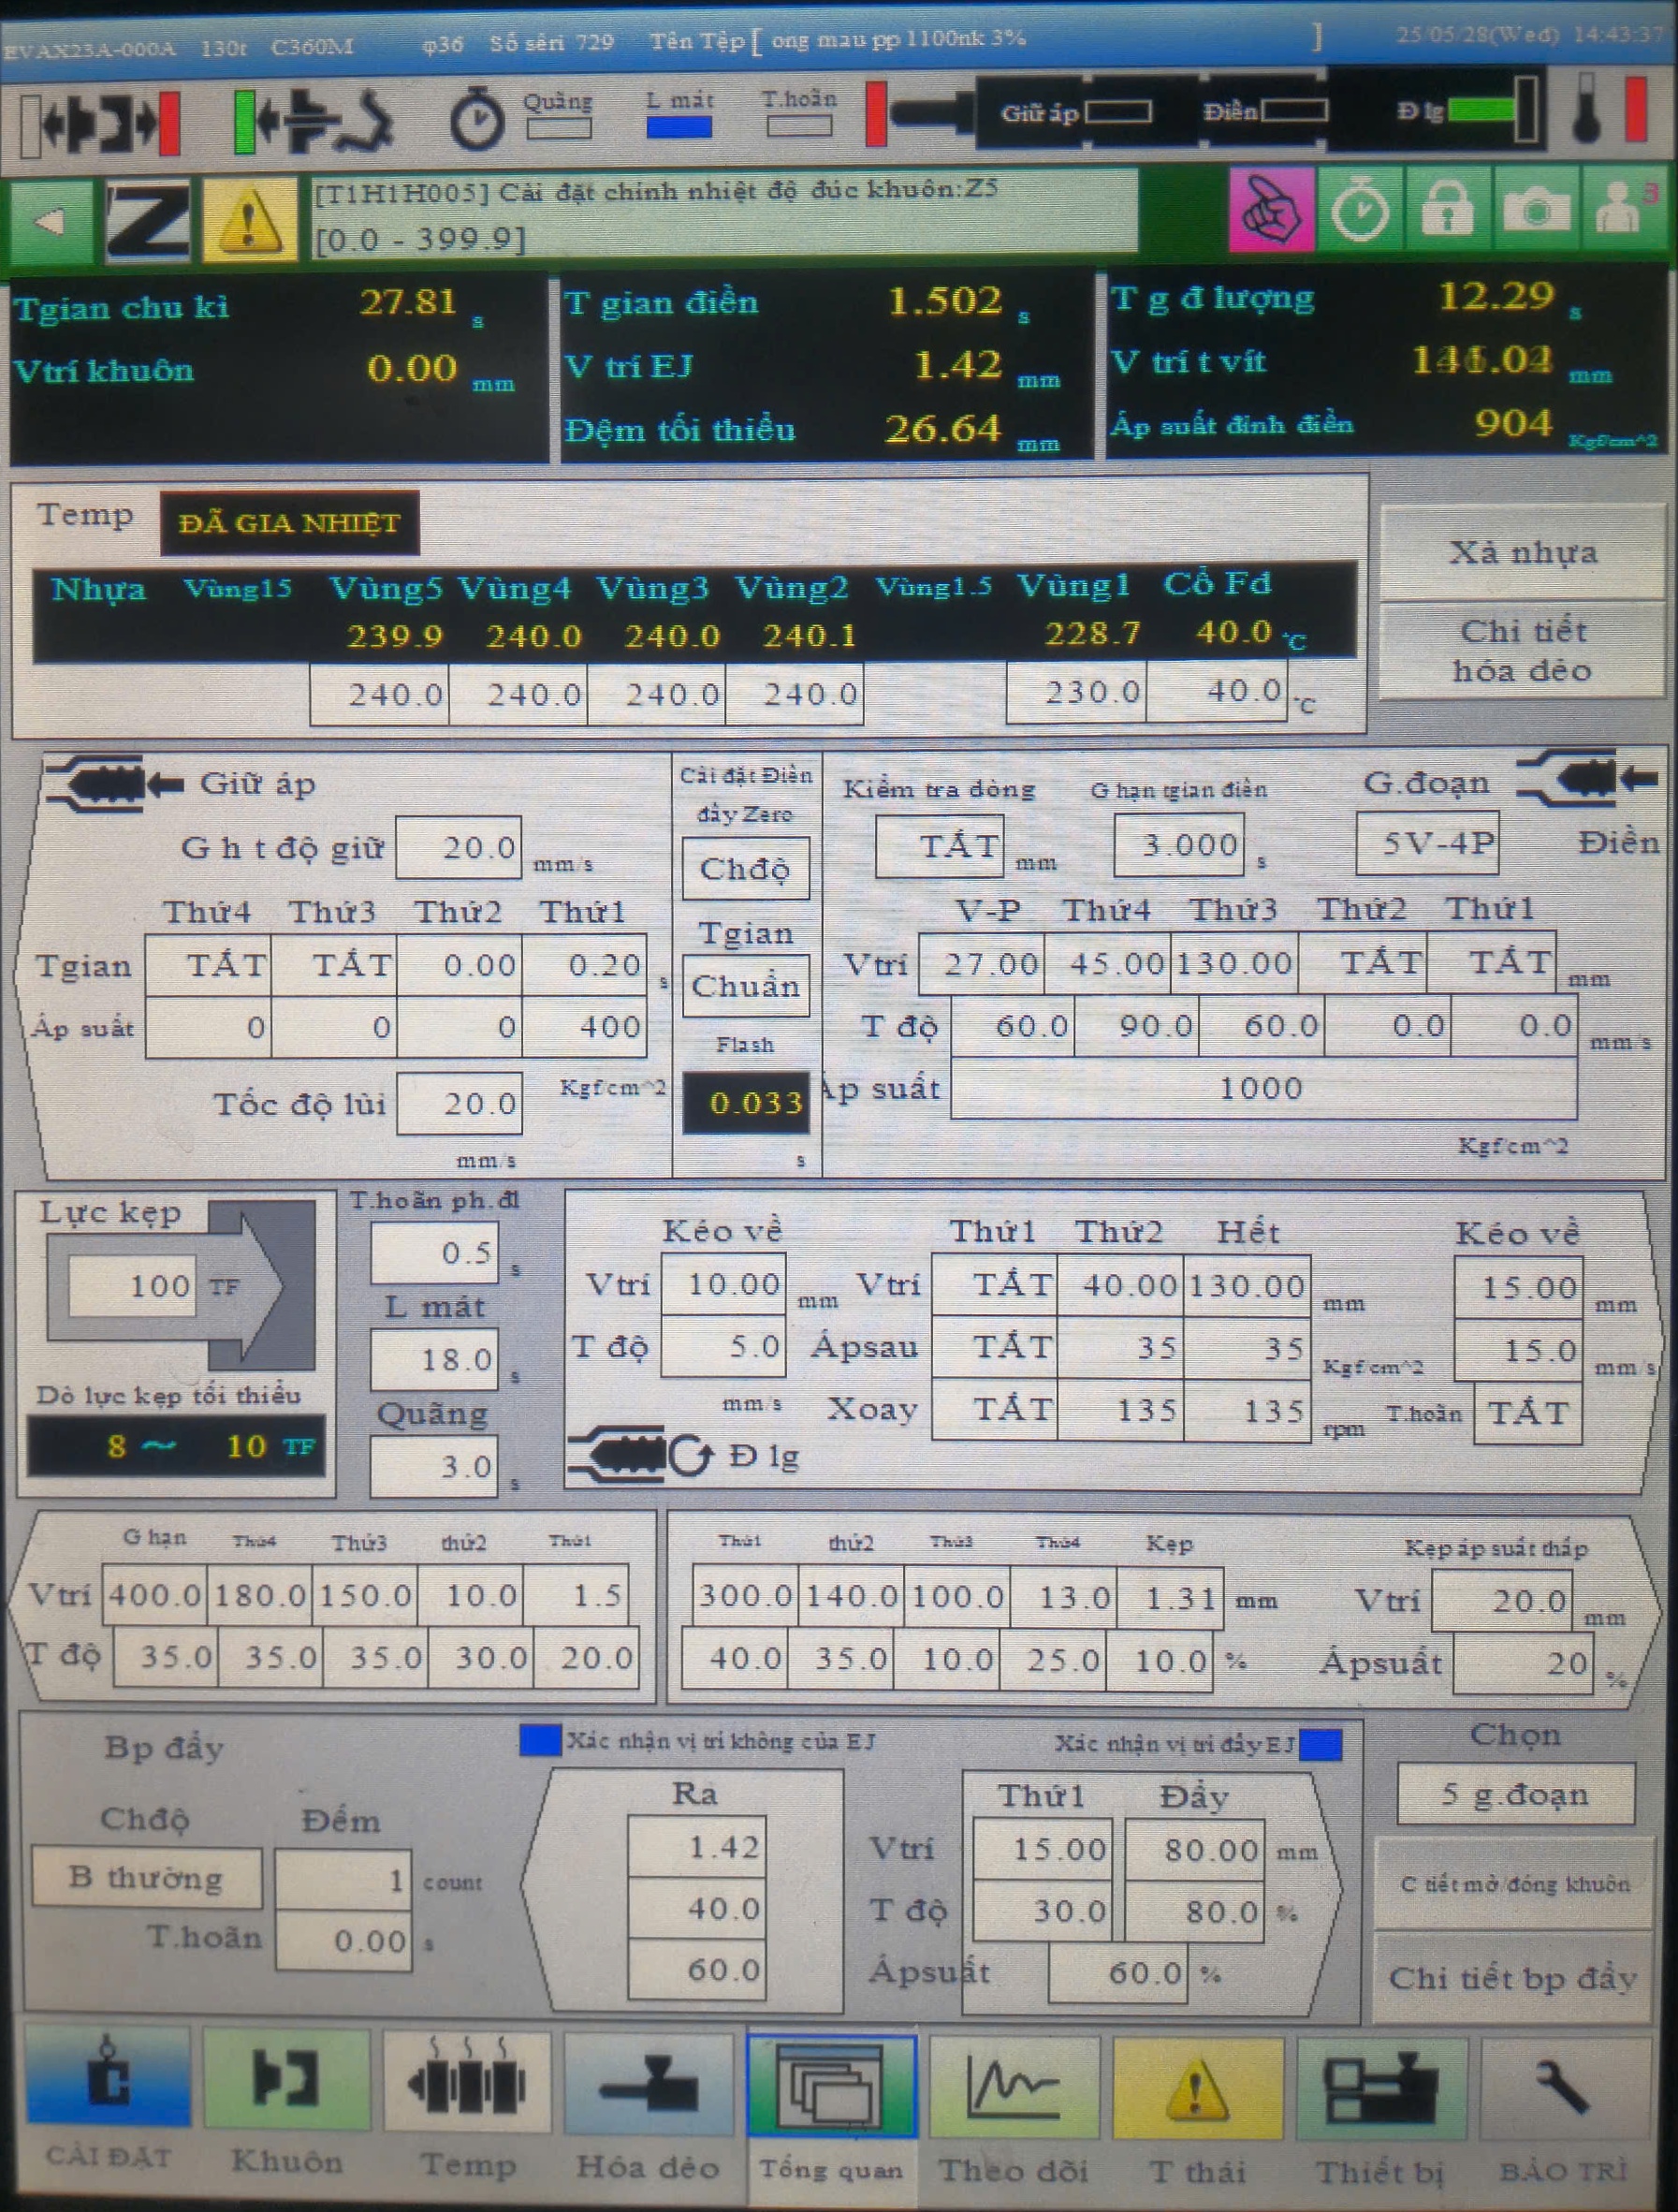 EVAX23A-000A 130t C360M φ36 Số sêri 729 Tên Tệp [ ong mau pp 1100nk 3% ] 25/05/28(Wed) 14:43:37
Quãng L mát T.hoãn Giữ áp Điền Đ lg
[T1H1H005] Cài đặt chỉnh nhiệt độ đúc khuôn:Z5
[0.0 - 399.9]
3
Tgian chu kì 27.81 s T gian điền 1.502 s T g đ lượng 12.29 s
Vtrí khuôn 0.00 mm V trí EJ 1.42 mm V trí t vít mm
Đệm tối thiểu 26.64 mm Áp suất đỉnh điền 904 Kgf/cm^2
Temp ĐÃ GIA NHIỆT
Xả nhựa
Nhựa Vùng15 Vùng5 Vùng4 Vùng3 Vùng2 Vùng1.5 Vùng1 Cổ Fd
239.9 240.0 240.0 240.1 228.7 40.0 °C
240.0 240.0 240.0 240.0 230.0 40.0 °C
Chi tiết
hóa dẻo
Giữ áp
G h t độ giữ 20.0 mm/s
Thứ4 Thứ3 Thứ2 Thứ1
Tgian TẮT TẮT 0.00 0.20 s
Áp suất 0 0 0 400
Kgf/cm^2
Tốc độ lùi 20.0
mm/s
Cài đặt Điền
đầy Zero
Chđộ
Tgian
Chuẩn
Flash
0.033
s
Kiểm tra dòng G hạn tgian điền G.đoạn
TẮT mm 3.000 s 5V-4P Điền
V-P Thứ4 Thứ3 Thứ2 Thứ1
Vtrí 27.00 45.00 130.00 TẮT TẮT mm
T độ 60.0 90.0 60.0 0.0 0.0 mm/s
Áp suất 1000
Kgf/cm^2
Lực kẹp
100 TF
Dò lực kẹp tối thiểu
8 ~ 10 TF
T.hoãn ph.đl
0.5 s
L mát
18.0 s
Quãng
3.0 s
Kéo về Thứ1 Thứ2 Hết Kéo về
Vtrí 10.00 mm Vtrí TẮT 40.00 130.00 mm 15.00 mm
T độ 5.0 Ápsau TẮT 35 35 Kgf/cm^2 15.0 mm/s
mm/s Xoay TẮT 135 135 rpm T.hoãn TẮT
Đ lg
G hạn Thứ4 Thứ3 thứ2 Thứ1 Thứ1 thứ2 Thứ3 Thứ4 Kẹp Kẹp áp suất thấp
Vtrí 400.0 180.0 150.0 10.0 1.5 300.0 140.0 100.0 13.0 1.31 mm Vtrí 20.0 mm
T độ 35.0 35.0 35.0 30.0 20.0 40.0 35.0 10.0 25.0 10.0 % Ápsuất 20 %
Bp đẩy
Xác nhận vị trí không của EJ Xác nhận vị trí đẩy EJ
Chọn
5 g.đoạn
Chđộ Đếm
B thường 1 count
T.hoãn 0.00 s
Ra Thứ1 Đẩy
1.42 Vtrí 15.00 80.00 mm
40.0 T độ 30.0 80.0 %
60.0 Ápsuất 60.0 %
C tiết mở/đóng khuôn
Chi tiết bp đẩy
CÀI ĐẶT Khuôn Temp Hóa dẻo Tổng quan Theo dõi T thái Thiết bị BẢO TRÌ